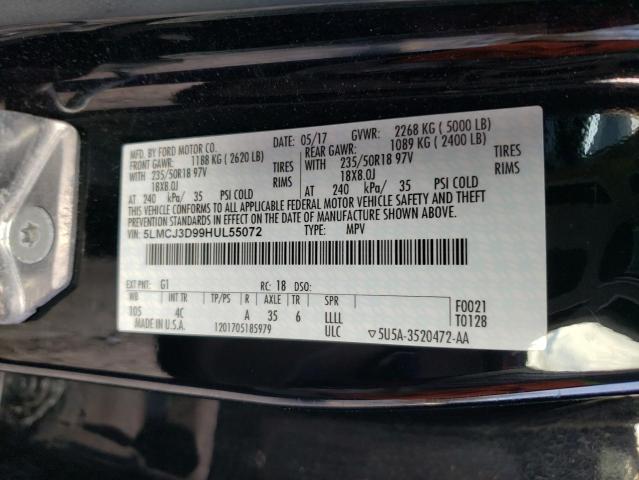 MFD. BY FORD MOTOR CO.
DATE: 05/17 GVWR: 2268 KG ( 5000 LB)
FRONT GAWR: 1188 KG ( 2620 LB) REAR GAWR: 1089 KG ( 2400 LB)
WITH 235/50R18 97V TIRES WITH 235/50R18 97V TIRES
18X8.0J RIMS 18X8.0J RIMS
AT 240 kPa/ 35 PSI COLD AT 240 kPa/ 35 PSI COLD
THIS VEHICLE CONFORMS TO ALL APPLICABLE FEDERAL MOTOR VEHICLE SAFETY AND THEFT
PREVENTION STANDARDS IN EFFECT ON THE DATE OF MANUFACTURE SHOWN ABOVE.
VIN: 5LMCJ3D99HUL55072 TYPE: MPV
EXT PNT: G1 RC: 18 DSO:
WB INT TR TP/PS R AXLE TR SPR
105 4C A 35 6 LLLL
F0021
T0128
MADE IN U.S.A. 1201705185979 ULC ▽5U5A-3520472-AA